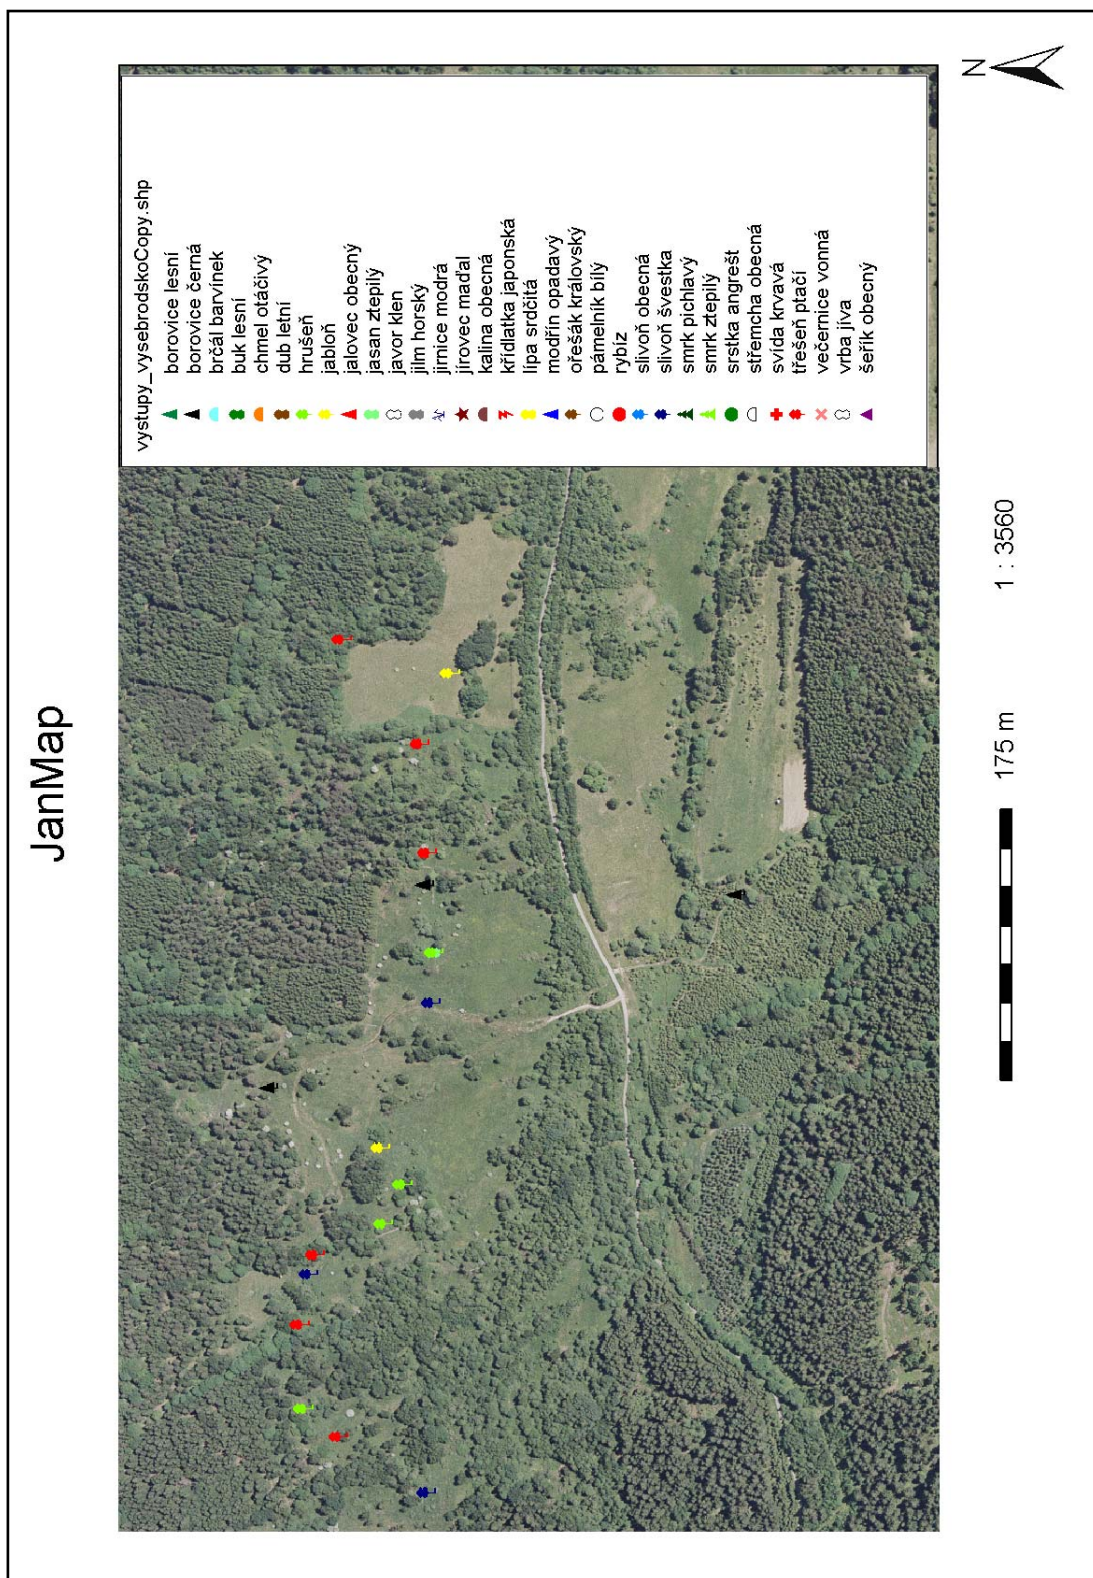 JanMap
vystupy_vysebrodskoCopy.shp
borovice lesní
borovice černá
brčál barvínek
buk lesní
chmel otáčivý
dub letní
hrušeň
jabloň
jalovec obecný
jasan ztepilý
javor klen
jilm horský
jirnice modrá
jírovec maďal
kalina obecná
křídlatka japonská
lípa srdčitá
modřín opadavý
ořešák královský
pámelník bílý
rybíz
slivoň obecná
slivoň švestka
smrk pichlavý
smrk ztepilý
srstka angrešt
střemcha obecná
svída krvavá
třešeň ptačí
večernice vonná
vrba jíva
šeřík obecný
N
175 m
1 : 3560